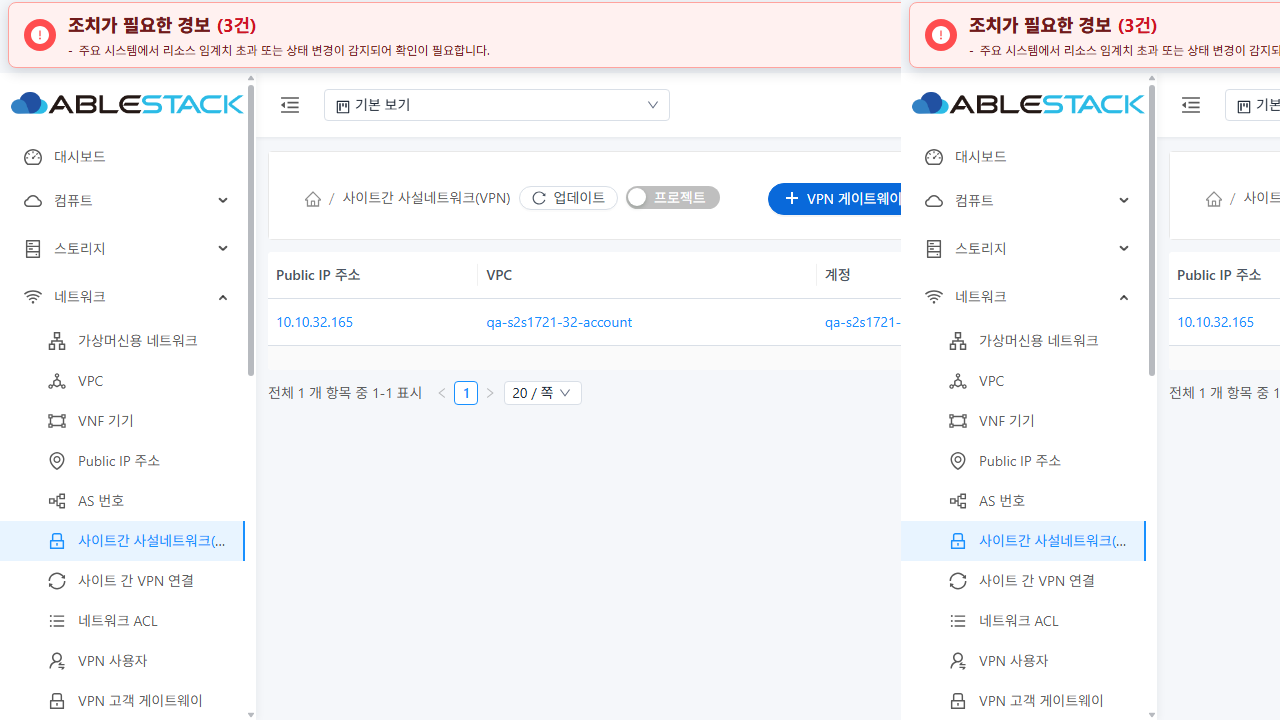 조치가 필요한 경보 (3건)
- 주요 시스템에서 리소스 임계치 초과 또는 상태 변경이 감지되어 확인이 필요합니다.
ABLESTACK
기본 보기
대시보드
컴퓨트
스토리지
네트워크
가상머신용 네트워크
VPC
VNF 기기
Public IP 주소
AS 번호
사이트간 사설네트워크(...
사이트 간 VPN 연결
네트워크 ACL
VPN 사용자
VPN 고객 게이트웨이
/ 사이트간 사설네트워크(VPN)
업데이트
프로젝트
+ VPN 게이트웨이
Public IP 주소 VPC 계정
10.10.32.165 qa-s2s1721-32-account qa-s2s1721-
전체 1 개 항목 중 1-1 표시 < 1 > 20 / 쪽
조치가 필요한 경보 (3건)
- 주요 시스템에서 리소스 임계치 초과 또는 상태 변경이 감지되
ABLESTACK
기본
대시보드
컴퓨트
스토리지
네트워크
가상머신용 네트워크
VPC
VNF 기기
Public IP 주소
AS 번호
사이트간 사설네트워크(...
사이트 간 VPN 연결
네트워크 ACL
VPN 사용자
VPN 고객 게이트웨이
/ 사이트
Public IP 주소
10.10.32.165
전체 1 개 항목 중 1